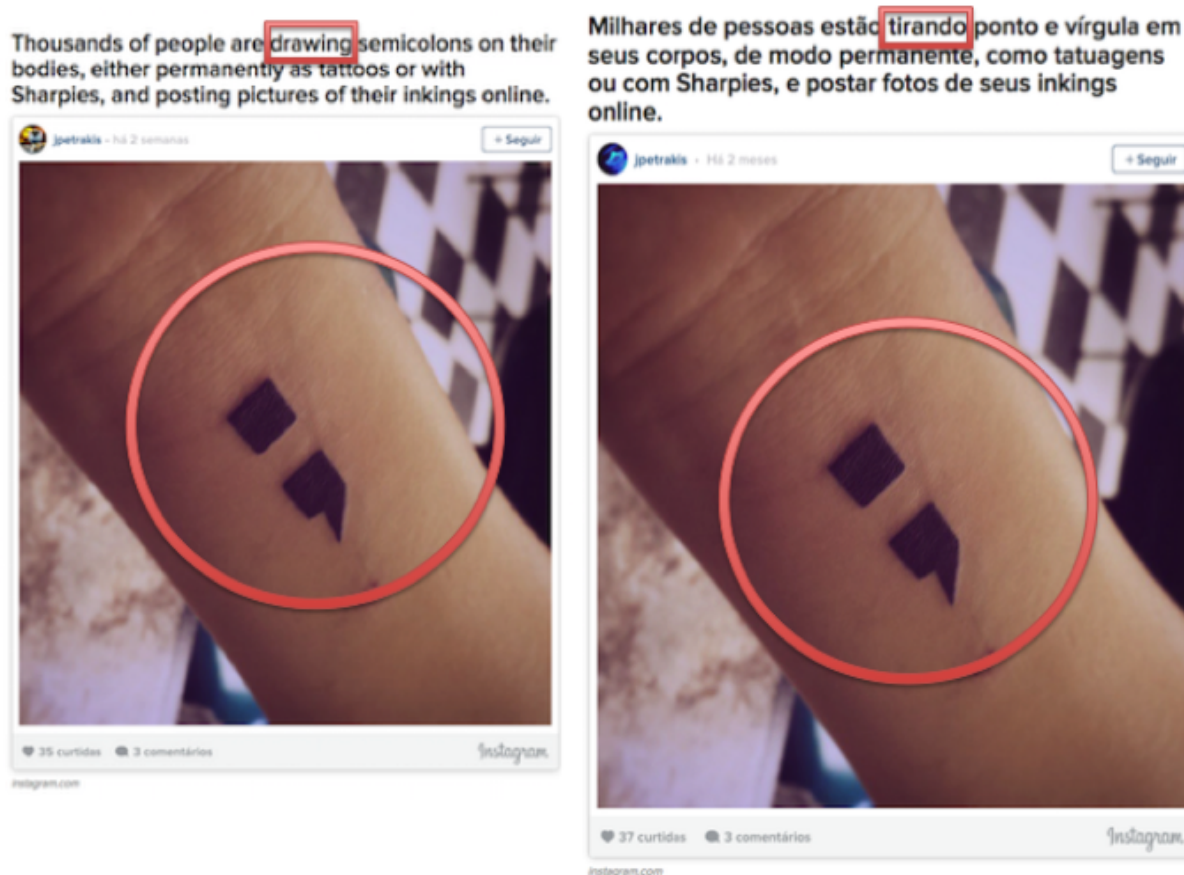 Thousands of people are drawing semicolons on their
bodies, either permanently as tattoos or with
Sharpies, and posting pictures of their inkings online.
jpetrakis - há 2 semanas
+ Seguir
35 curtidas 3 comentários
Instagram
instagram.com
Milhares de pessoas estão tirando ponto e vírgula em
seus corpos, de modo permanente, como tatuagens
ou com Sharpies, e postar fotos de seus inkings
online.
jpetrakis · Há 2 meses
+ Seguir
37 curtidas 3 comentários
Instagram
instagram.com